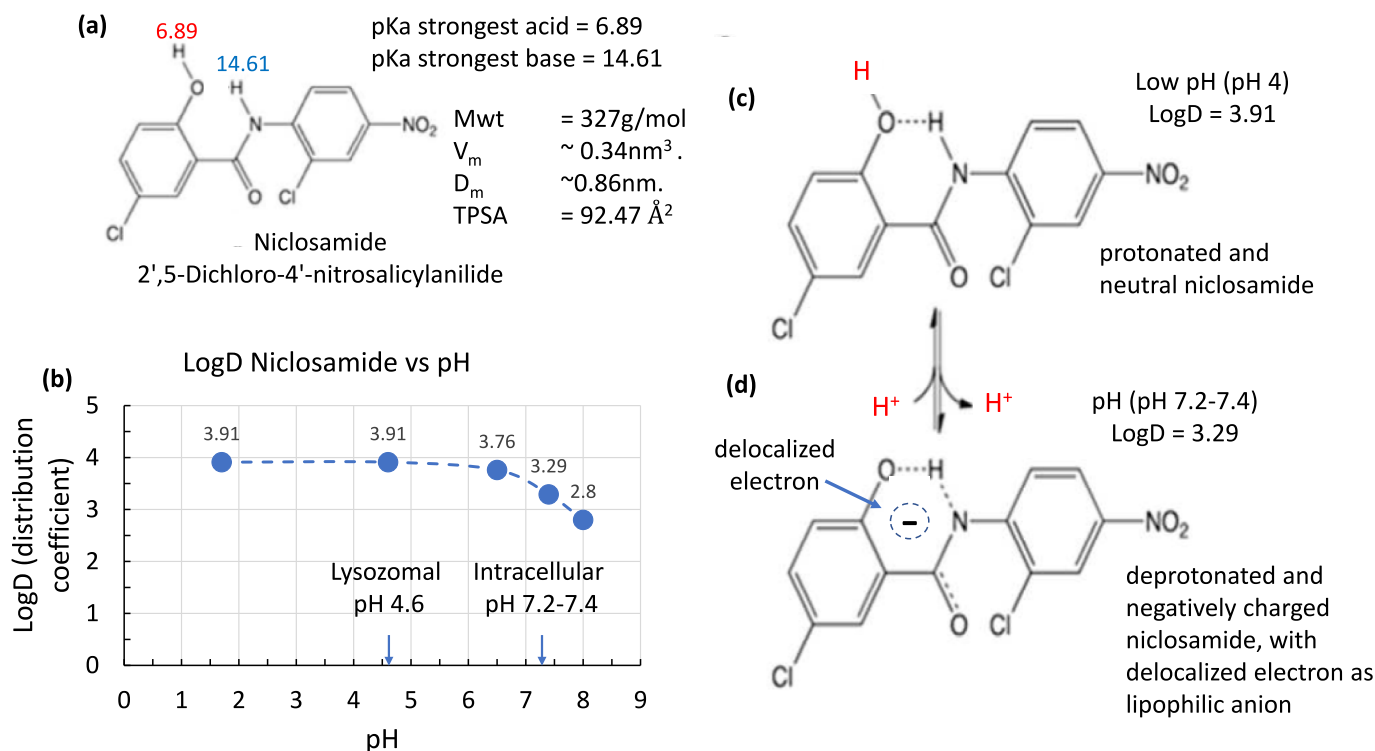 (a)
6.89
H
14.61
O
H
N
NO₂
O
Cl
Cl
pKa strongest acid = 6.89
pKa strongest base = 14.61
Mwt = 327g/mol
Vₘ ~ 0.34nm³ .
Dₘ ~0.86nm.
TPSA = 92.47 Å²
Niclosamide
2',5-Dichloro-4'-nitrosalicylanilide
(b)
LogD Niclosamide vs pH
LogD (distribution
coefficient)
5
4
3
2
1
0
3.91
3.91
3.76
3.29
2.8
Lysozomal
pH 4.6
Intracellular
pH 7.2-7.4
0 1 2 3 4 5 6 7 8 9
pH
(c)
H
O
H
N
NO₂
O
Cl
Cl
Low pH (pH 4)
LogD = 3.91
protonated and
neutral niclosamide
H⁺
H⁺
(d)
pH (pH 7.2-7.4)
LogD = 3.29
delocalized
electron
O
H
-
N
NO₂
O
Cl
Cl
deprotonated and
negatively charged
niclosamide, with
delocalized electron as
lipophilic anion